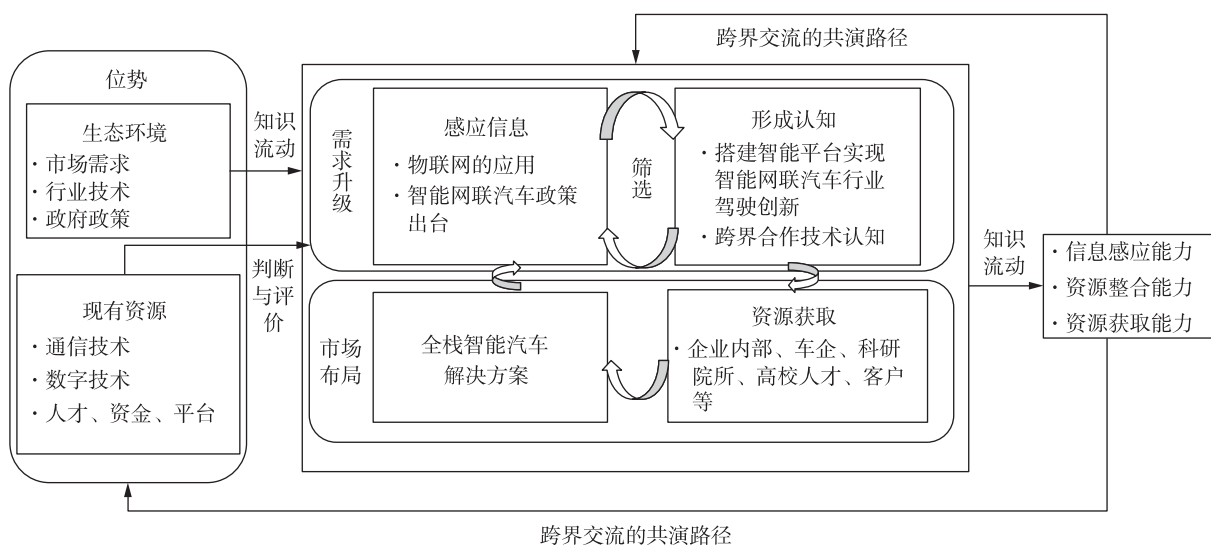 跨界交流的共演路径
位势
生态环境
· 市场需求
· 行业技术
· 政府政策
现有资源
· 通信技术
· 数字技术
· 人才、资金、平台
知识
流动
判断
与评
价
需求升级
感应信息
· 物联网的应用
· 智能网联汽车政策
出台
筛选
形成认知
· 搭建智能平台实现
智能网联汽车行业
驾驶创新
· 跨界合作技术认知
市场
布局
全栈智能汽车
解决方案
资源获取
· 企业内部、车企、科研
院所、高校人才、客户
等
知识
流动
· 信息感应能力
· 资源整合能力
· 资源获取能力
跨界交流的共演路径